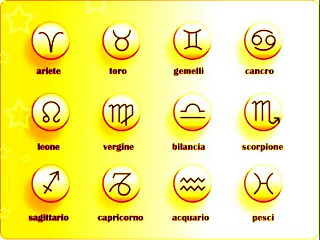 ariete toro gemelli cancro
leone vergine bilancia scorpione
sagittario capricorno acquario pesci